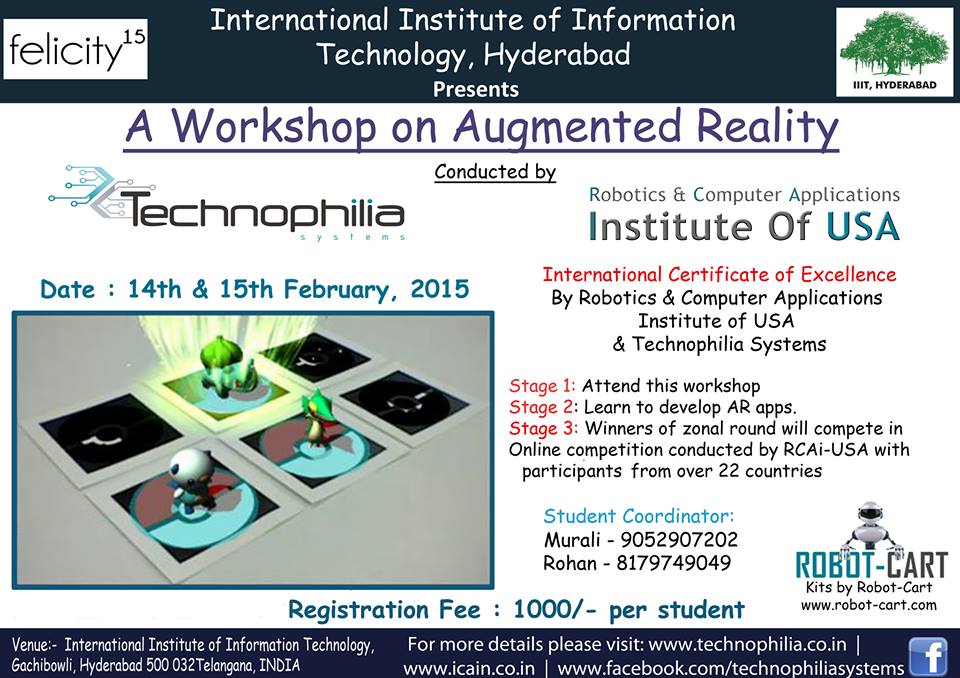 felicity15
International Institute of Information
Technology, Hyderabad
Presents
IIIT, HYDERABAD
A Workshop on Augmented Reality
Conducted by
Technophilia
systems
Robotics & Computer Applications
Institute Of USA
Date : 14th & 15th February, 2015
International Certificate of Excellence
By Robotics & Computer Applications
Institute of USA
& Technophilia Systems
Stage 1: Attend this workshop
Stage 2: Learn to develop AR apps.
Stage 3: Winners of zonal round will compete in
Online competition conducted by RCAi-USA with
participants from over 22 countries
Student Coordinator:
Murali - 9052907202
Rohan - 8179749049
ROBOT-CART
Kits by Robot-Cart
www.robot-cart.com
Registration Fee : 1000/- per student
Venue:- International Institute of Information Technology,
Gachibowli, Hyderabad 500 032Telangana, INDIA
For more details please visit: www.technophilia.co.in |
www.icain.co.in | www.facebook.com/technophiliasystems
f